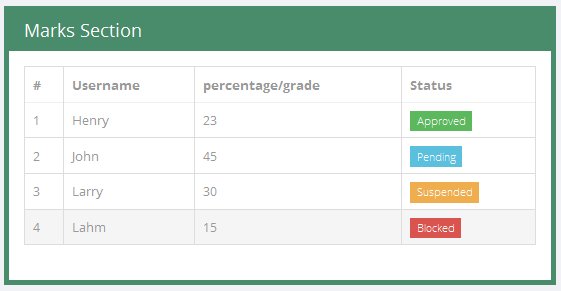 Marks Section
# Username percentage/grade Status
1 Henry 23 Approved
2 John 45 Pending
3 Larry 30 Suspended
4 Lahm 15 Blocked